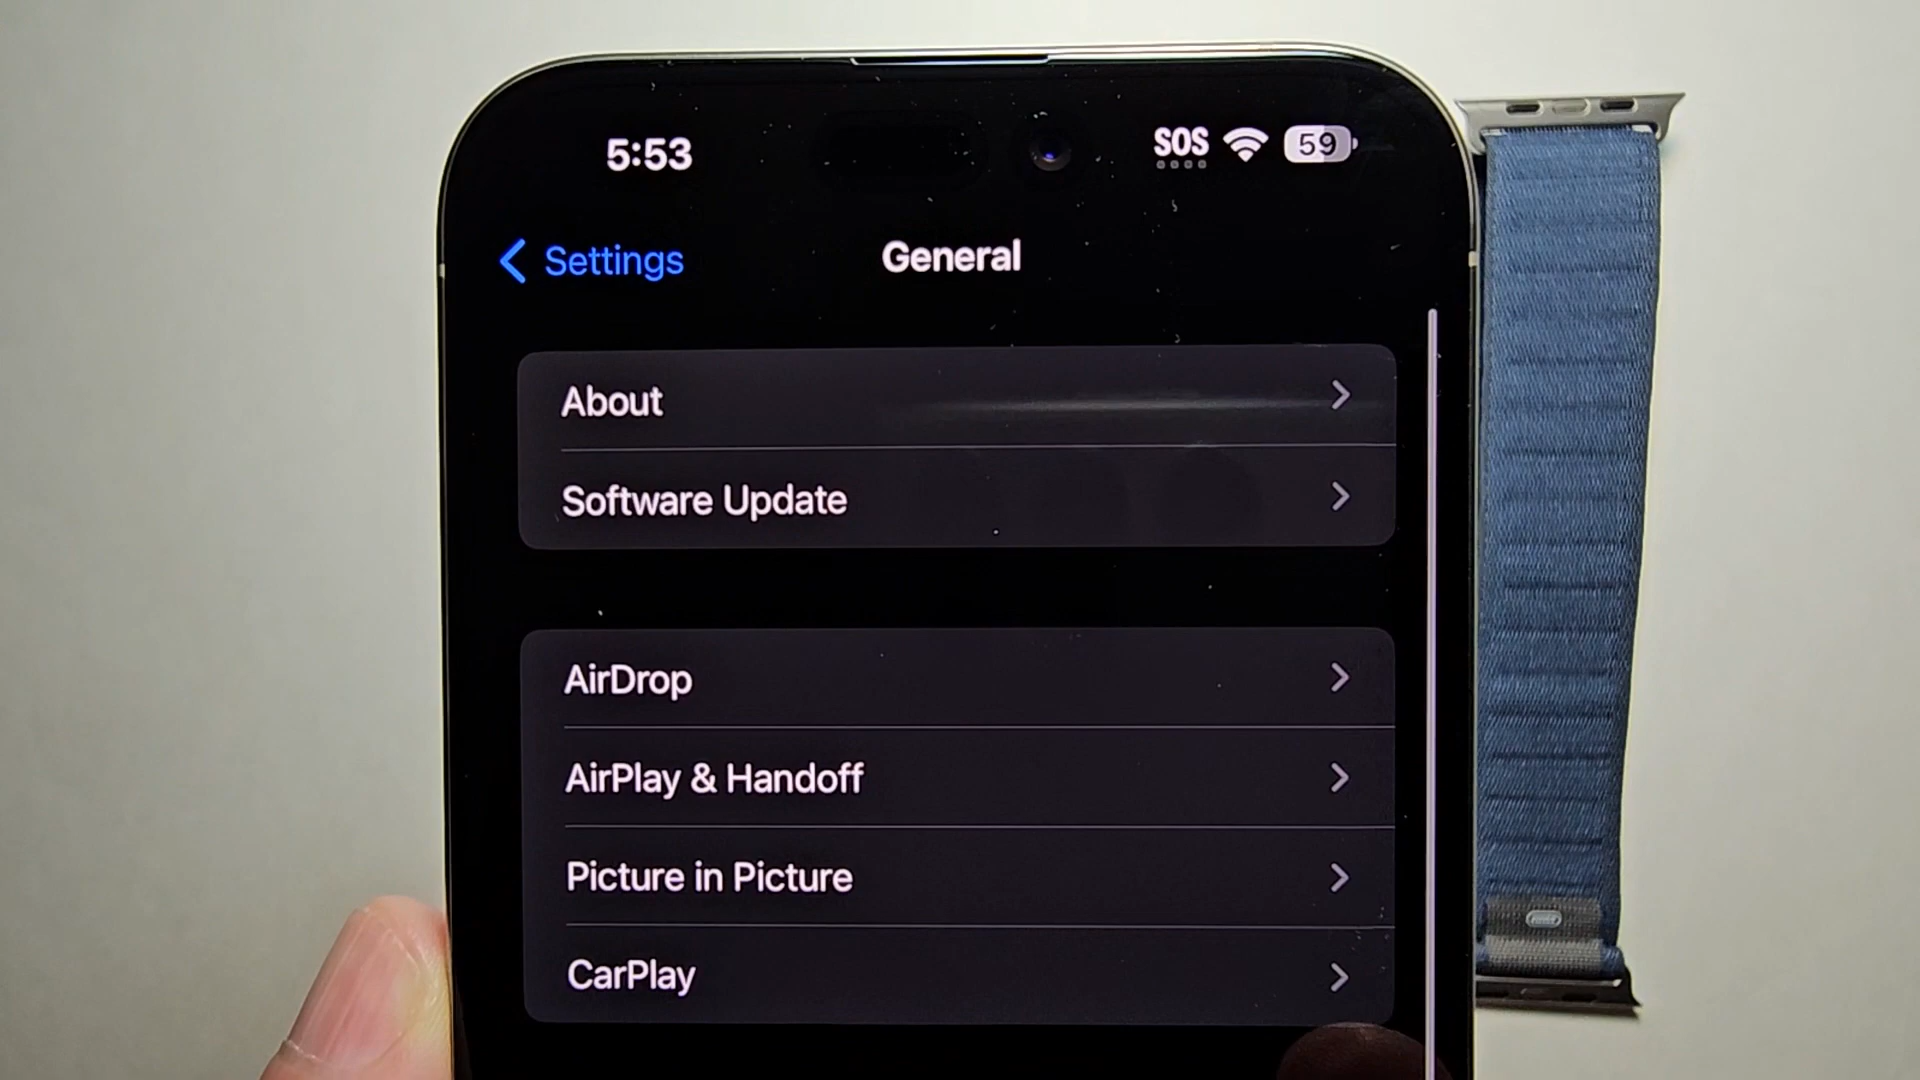 5:53
SOS
59
Settings
General
About
Software Update
AirDrop
AirPlay & Handoff
Picture in Picture
CarPlay